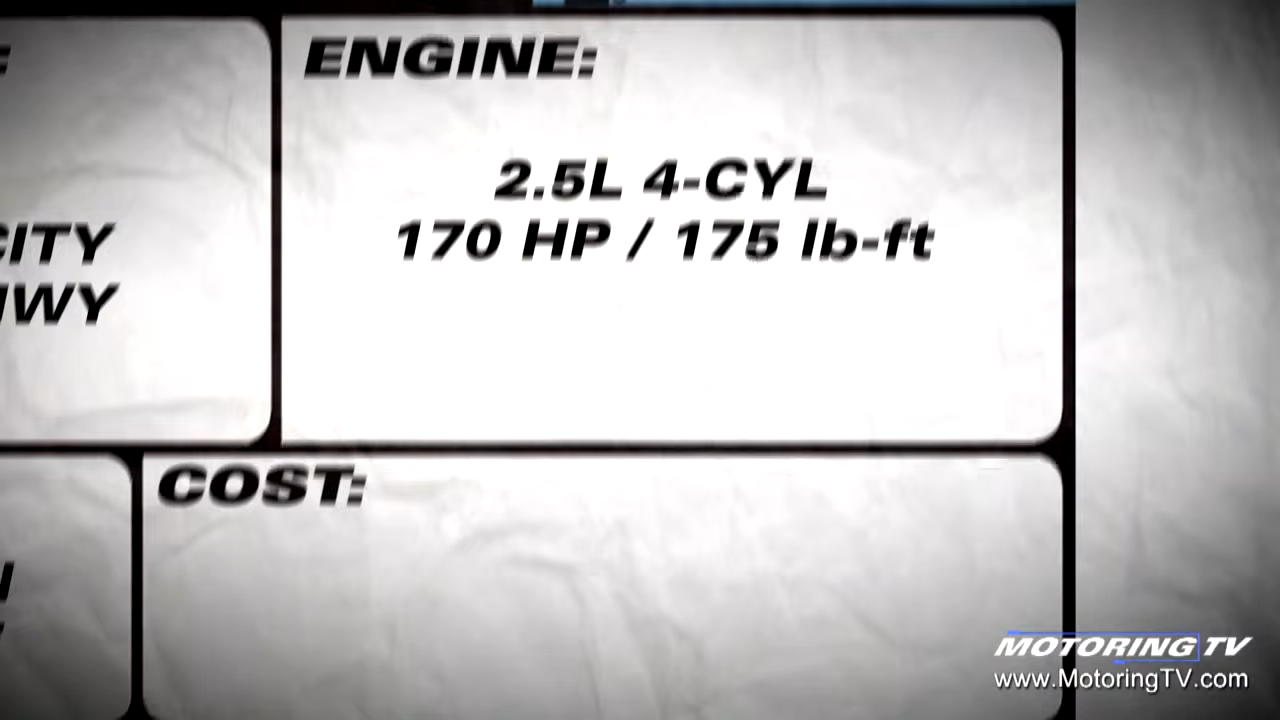 ENGINE:
2.5L 4-CYL
170 HP / 175 lb-ft
CITY
HWY
COST:
MOTORING TV
www.MotoringTV.com